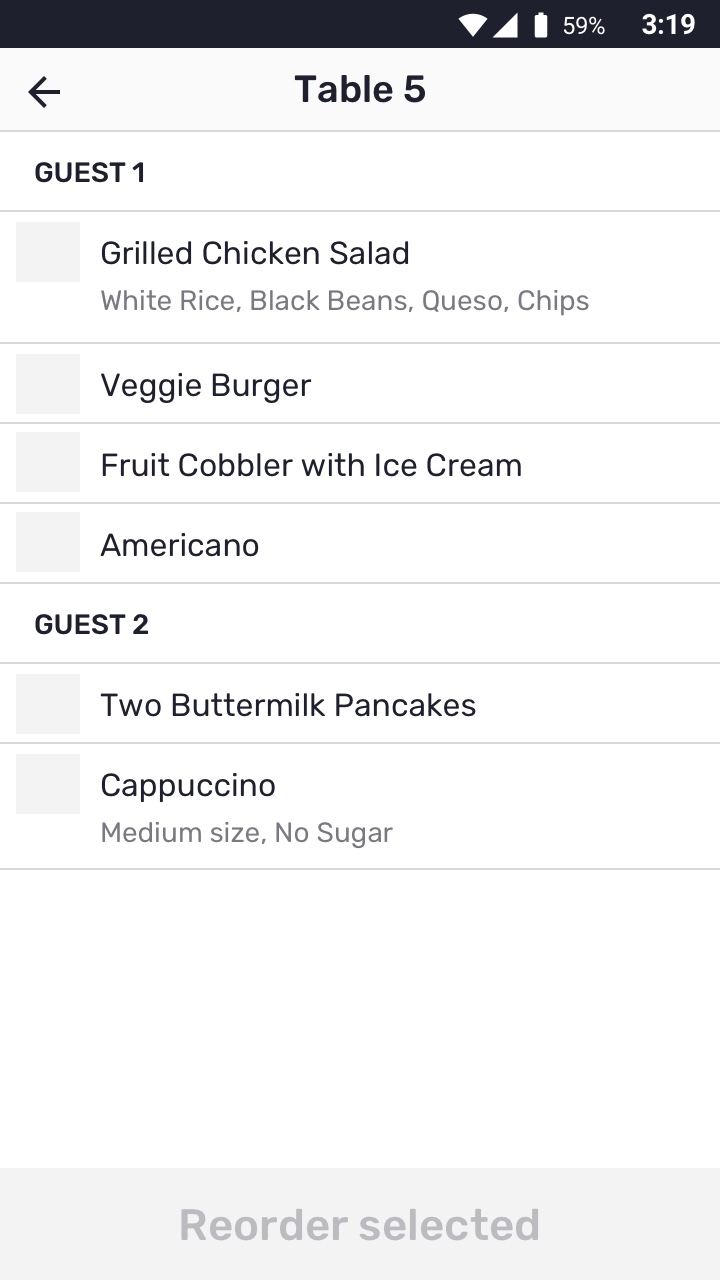 59% 3:19
Table 5
GUEST 1
Grilled Chicken Salad
White Rice, Black Beans, Queso, Chips
Veggie Burger
Fruit Cobbler with Ice Cream
Americano
GUEST 2
Two Buttermilk Pancakes
Cappuccino
Medium size, No Sugar
Reorder selected